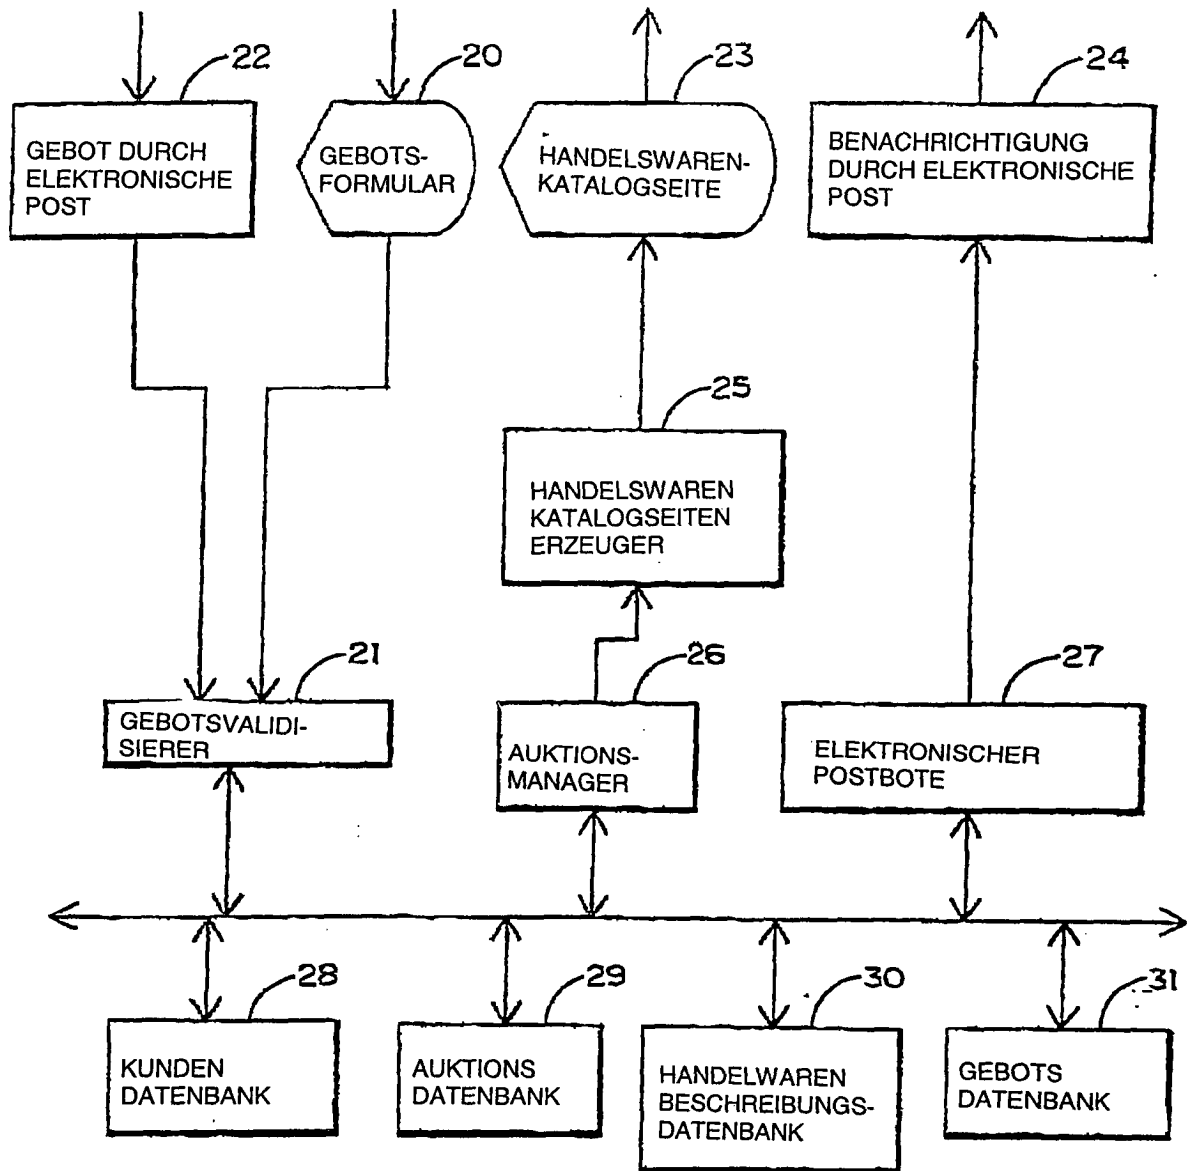 22
20
23
24
GEBOT DURCH
ELEKTRONISCHE
POST
GEBOTS-
FORMULAR
HANDELSWAREN-
KATALOGSEITE
BENACHRICHTIGUNG
DURCH ELEKTRONISCHE
POST
25
HANDELSWAREN
KATALOGSEITEN
ERZEUGER
21
26
27
GEBOTSVALIDI-
SIERER
AUKTIONS-
MANAGER
ELEKTRONISCHER
POSTBOTE
28
29
30
31
KUNDEN
DATENBANK
AUKTIONS
DATENBANK
HANDELWAREN
BESCHREIBUNGS-
DATENBANK
GEBOTS
DATENBANK